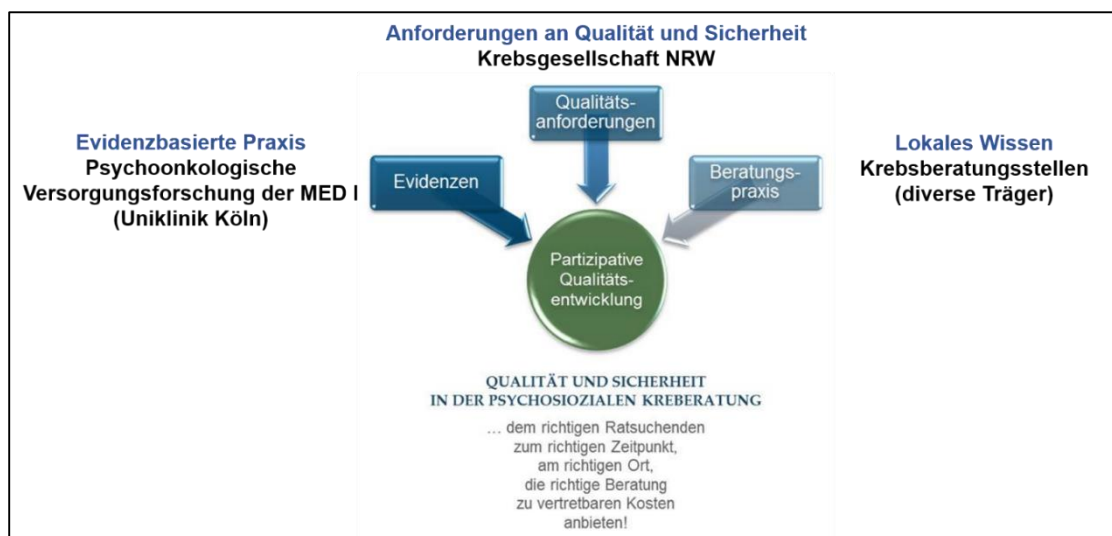 Anforderungen an Qualität und Sicherheit
Krebsgesellschaft NRW
Evidenzbasierte Praxis
Psychoonkologische
Versorgungsforschung der MED I
(Uniklinik Köln)
Qualitäts-
anforderungen
Evidenzen
Beratungs-
praxis
Lokales Wissen
Krebsberatungsstellen
(diverse Träger)
Partizipative
Qualitäts-
entwicklung
QUALITÄT UND SICHERHEIT
IN DER PSYCHOSIOZIALEN KREBERATUNG
... dem richtigen Ratsuchenden
zum richtigen Zeitpunkt,
am richtigen Ort,
die richtige Beratung
zu vertretbaren Kosten
anbieten!